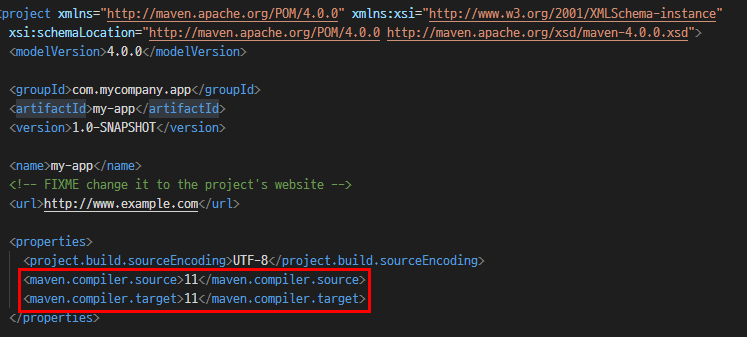 project xmlns="http://maven.apache.org/POM/4.0.0" xmlns:xsi="http://www.w3.org/2001/XMLSchema-instance"
xsi:schemaLocation="http://maven.apache.org/POM/4.0.0 http://maven.apache.org/xsd/maven-4.0.0.xsd">
<modelVersion>4.0.0</modelVersion>
<groupId>com.mycompany.app</groupId>
<artifactId>my-app</artifactId>
<version>1.0-SNAPSHOT</version>
<name>my-app</name>
<!-- FIXME change it to the project's website -->
<url>http://www.example.com</url>
<properties>
<project.build.sourceEncoding>UTF-8</project.build.sourceEncoding>
<maven.compiler.source>11</maven.compiler.source>
<maven.compiler.target>11</maven.compiler.target>
</properties>